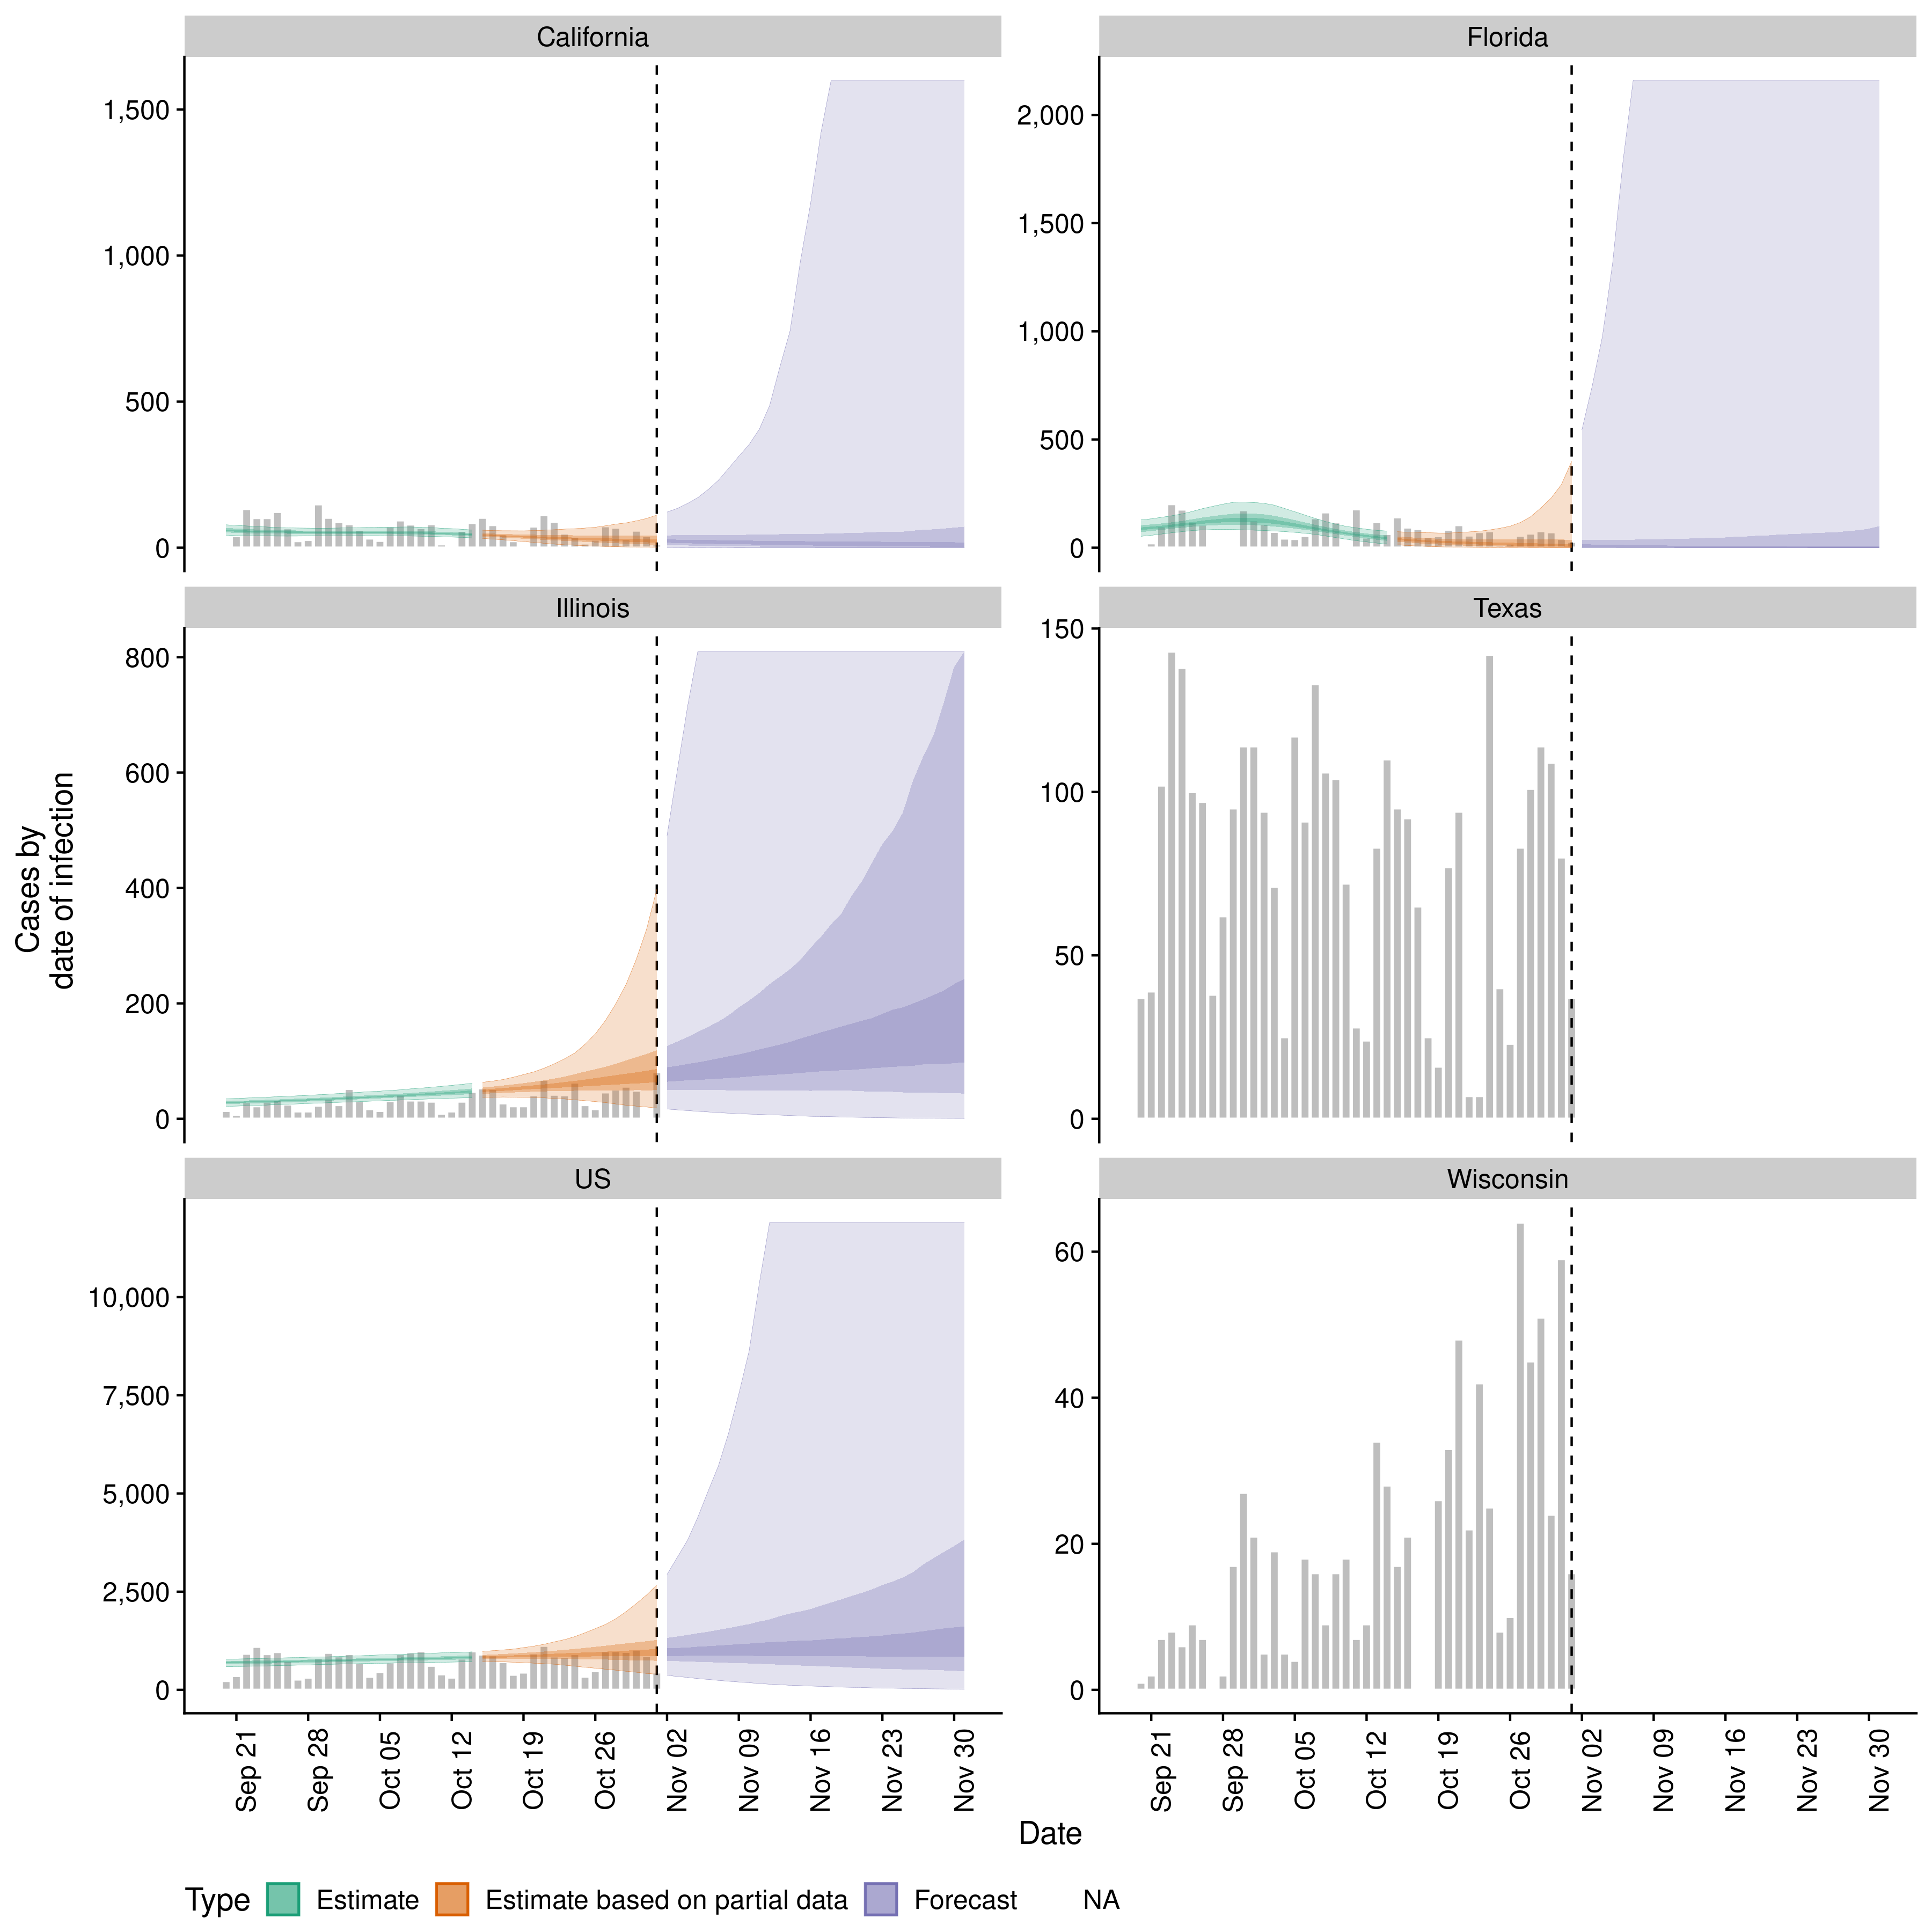 California
Florida
1,500
1,000
500
0
2,000
1,500
1,000
500
0
Illinois
Texas
800
600
400
200
0
150
100
50
0
US
Wisconsin
10,000
7,500
5,000
2,500
0
60
40
20
0
Cases by
date of infection
Sep 21
Sep 28
Oct 05
Oct 12
Oct 19
Oct 26
Nov 02
Nov 09
Nov 16
Nov 23
Nov 30
Sep 21
Sep 28
Oct 05
Oct 12
Oct 19
Oct 26
Nov 02
Nov 09
Nov 16
Nov 23
Nov 30
Date
Type Estimate Estimate based on partial data Forecast NA